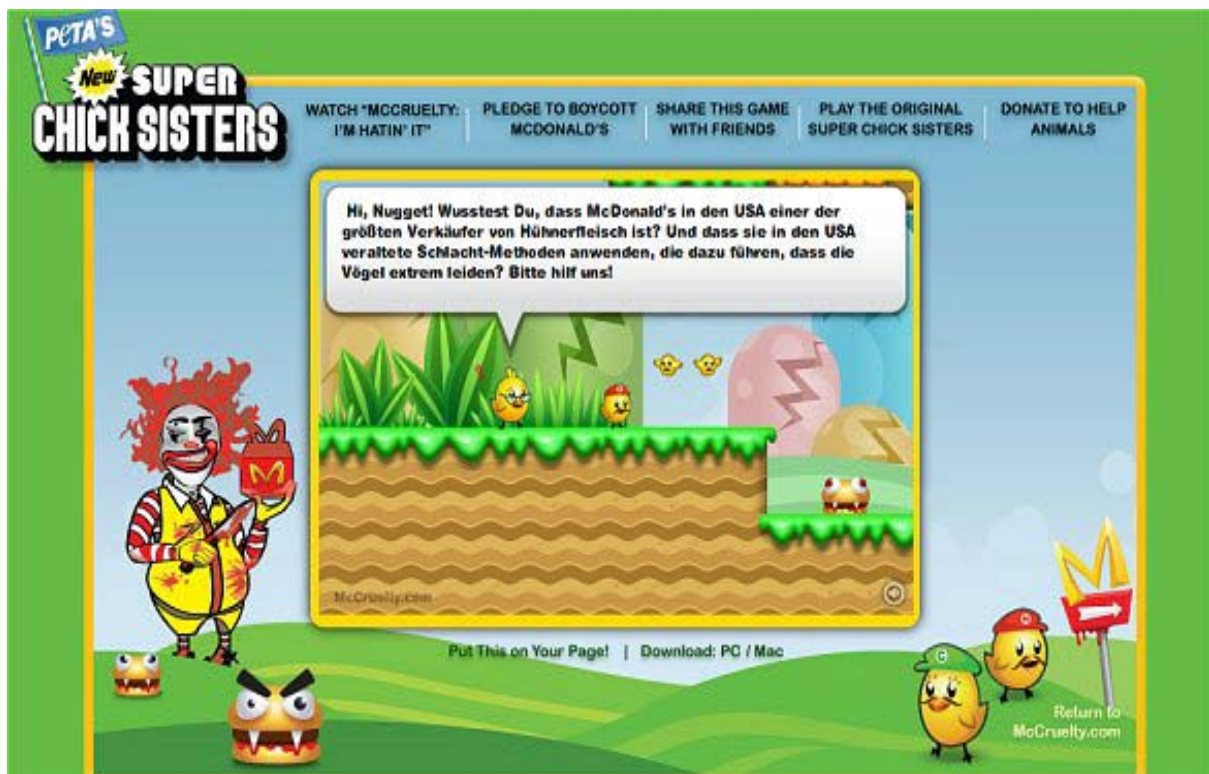 PETA'S
New SUPER
CHICK SISTERS
WATCH "MCCRUELTY:
I'M HATIN' IT"
PLEDGE TO BOYCOTT
MCDONALD'S
SHARE THIS GAME
WITH FRIENDS
PLAY THE ORIGINAL
SUPER CHICK SISTERS
DONATE TO HELP
ANIMALS
Hi, Nugget! Wusstest Du, dass McDonald's in den USA einer der
größten Verkäufer von Hühnerfleisch ist? Und dass sie in den USA
veraltete Schlacht-Methoden anwenden, die dazu führen, dass die
Vögel extrem leiden? Bitte hilf uns!
McCruelty.com
Put This on Your Page! | Download: PC / Mac
C
N
Return to
McCruelty.com